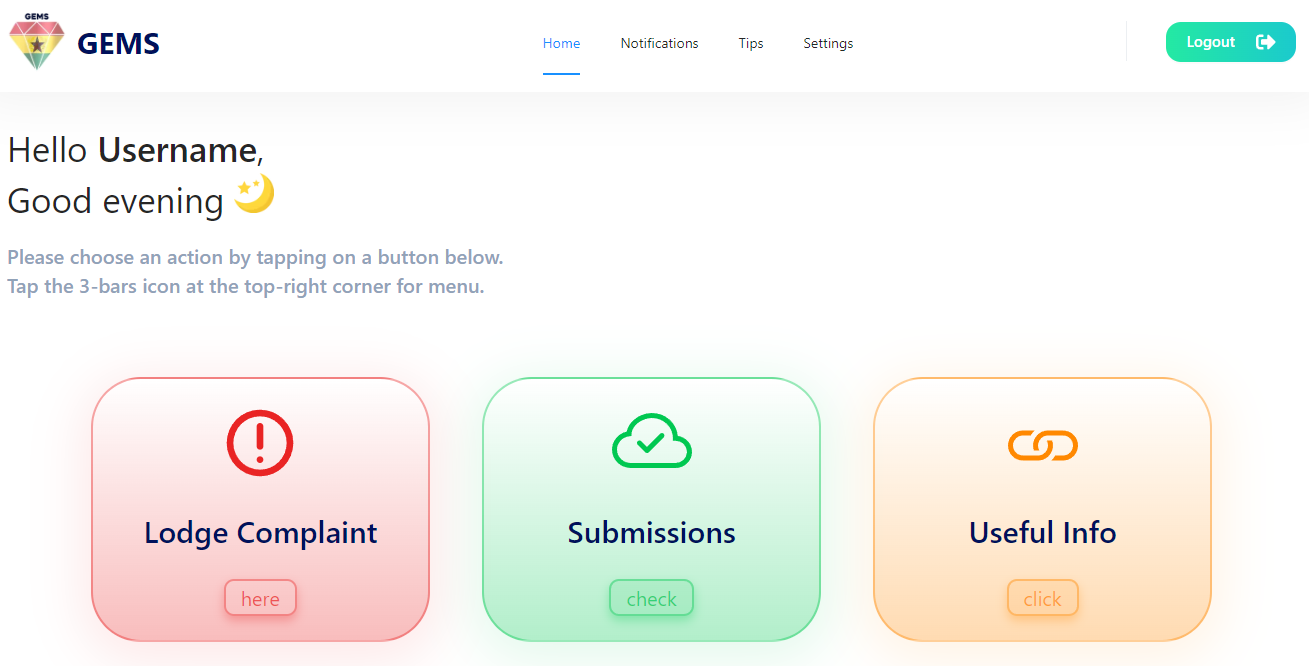 GEMS
GEMS
Home
Notifications
Tips
Settings
Logout
Hello Username,
Good evening
Please choose an action by tapping on a button below.
Tap the 3-bars icon at the top-right corner for menu.
Lodge Complaint
here
Submissions
check
Useful Info
click